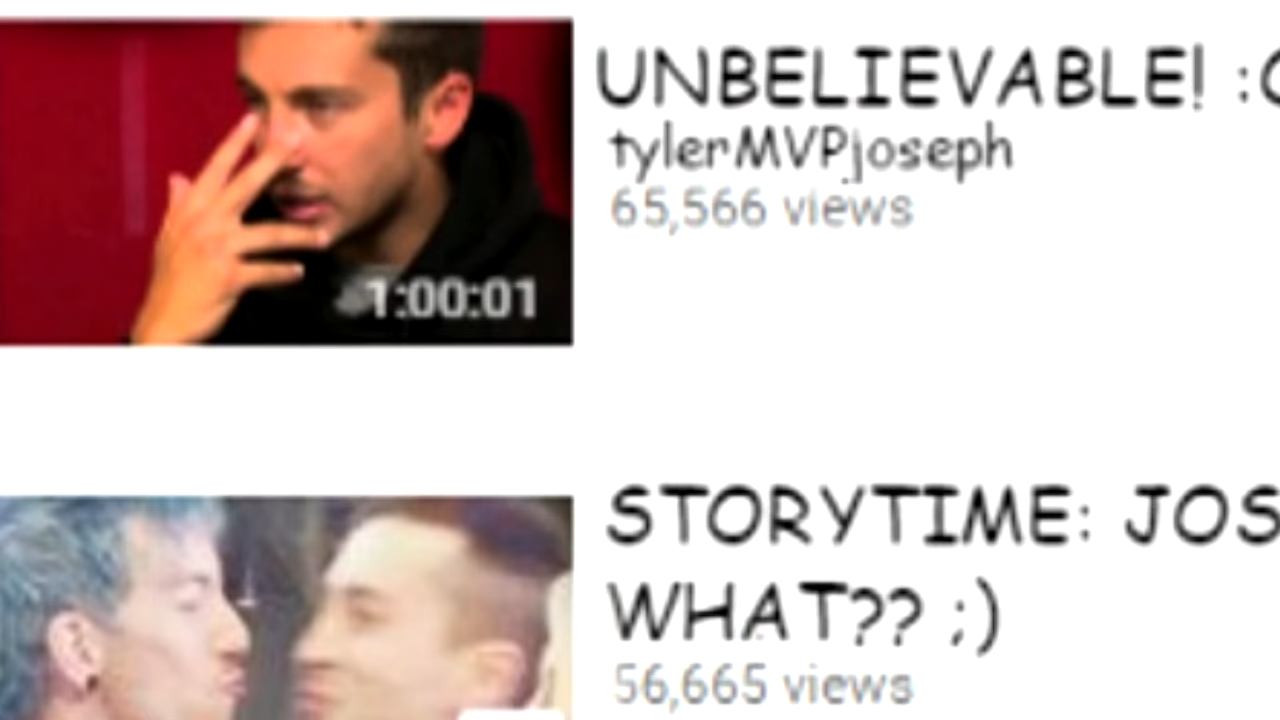 UNBELIEVABLE! :
tylerMVPjoseph
65,566 views
1:00:01
STORYTIME: JOS
WHAT?? ;)
56,665 views